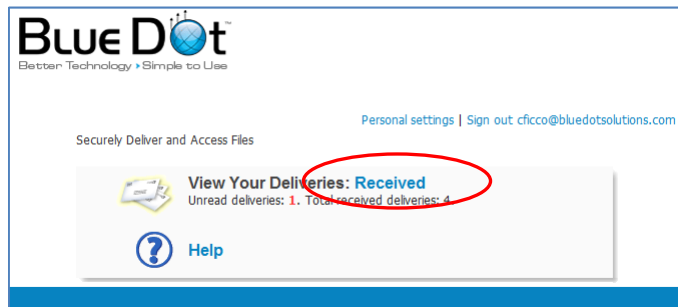 BLUE DOt™
Better Technology ▸ Simple to Use
Personal settings | Sign out cficco@bluedotsolutions.com
Securely Deliver and Access Files
View Your Deliveries: Received
Unread deliveries: 1. Total received deliveries: 4.
Help